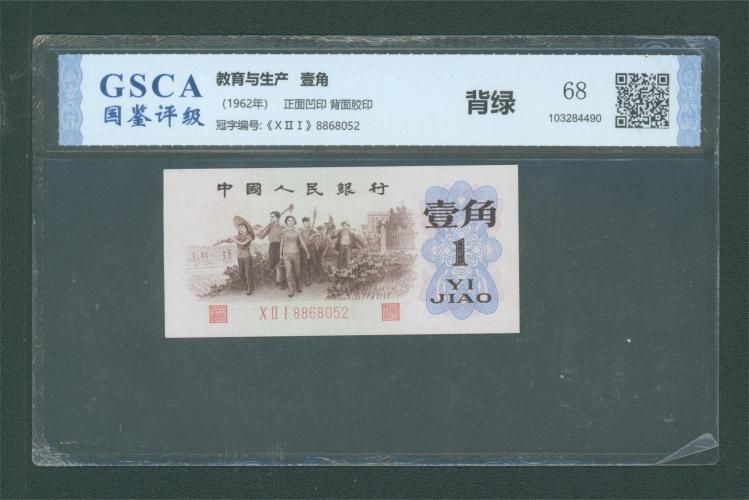 GSCA
国鉴评级
教育与生产 壹角
（1962年） 正面凹印 背面胶印
冠字编号:《ⅩⅡⅠ》8868052
背绿
68
103284490
中國人民銀行
壹角
1
YI
JIAO
ⅩⅡⅠ8868052